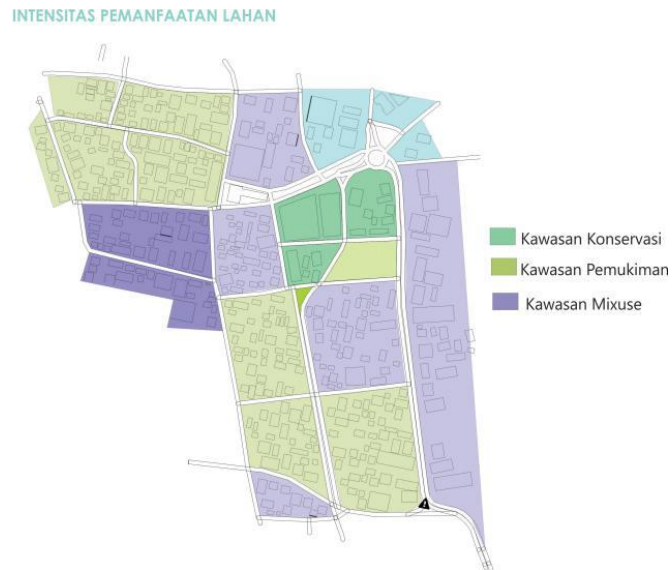 INTENSITAS PEMANFAATAN LAHAN
Kawasan Konservasi
Kawasan Pemukiman
Kawasan Mixuse